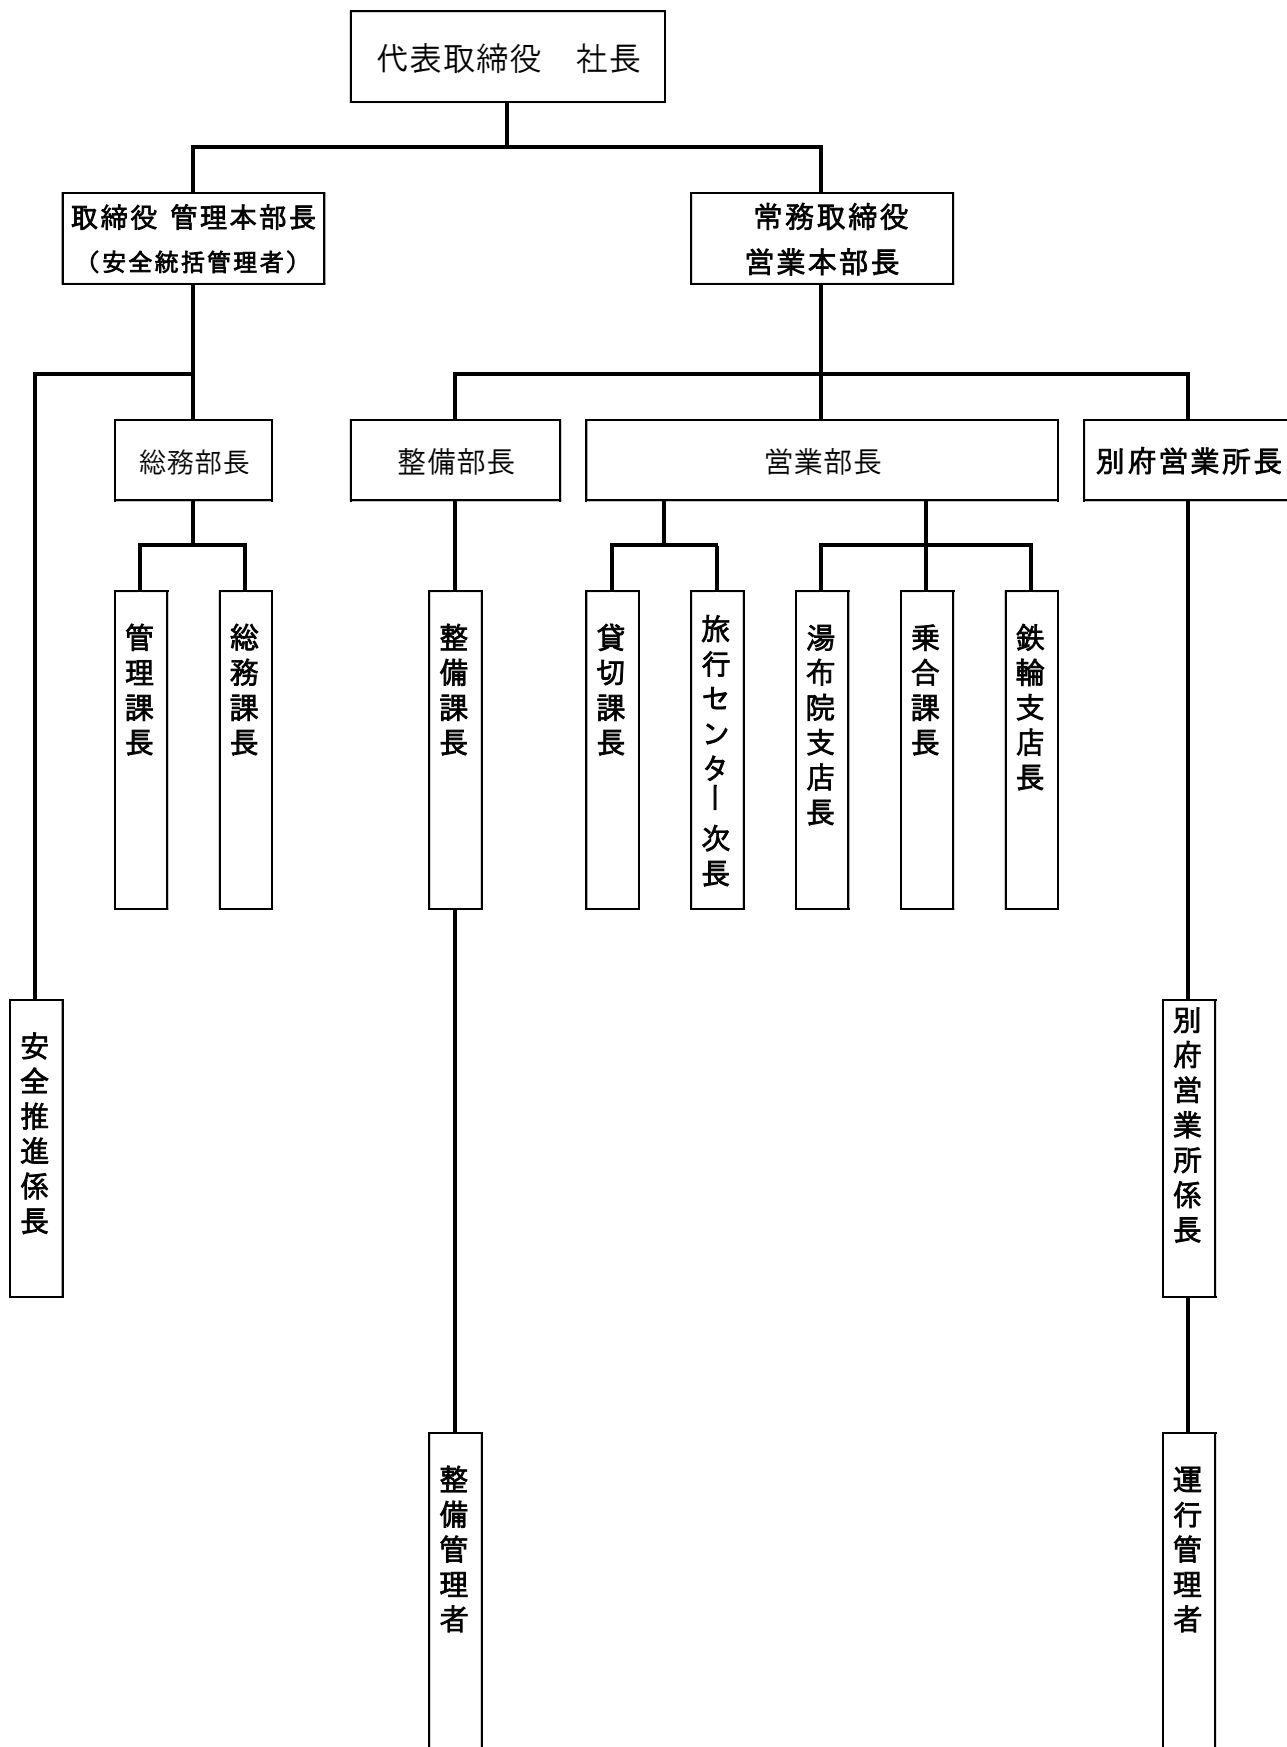 代表取締役　社長
取締役 管理本部長
（安全統括管理者）
常務取締役
営業本部長
総務部長
整備部長
営業部長
別府営業所長
管理課長
総務課長
整備課長
貸切課長
旅行センター次長
湯布院支店長
乗合課長
鉄輪支店長
安全推進係長
別府営業所係長
整備管理者
運行管理者